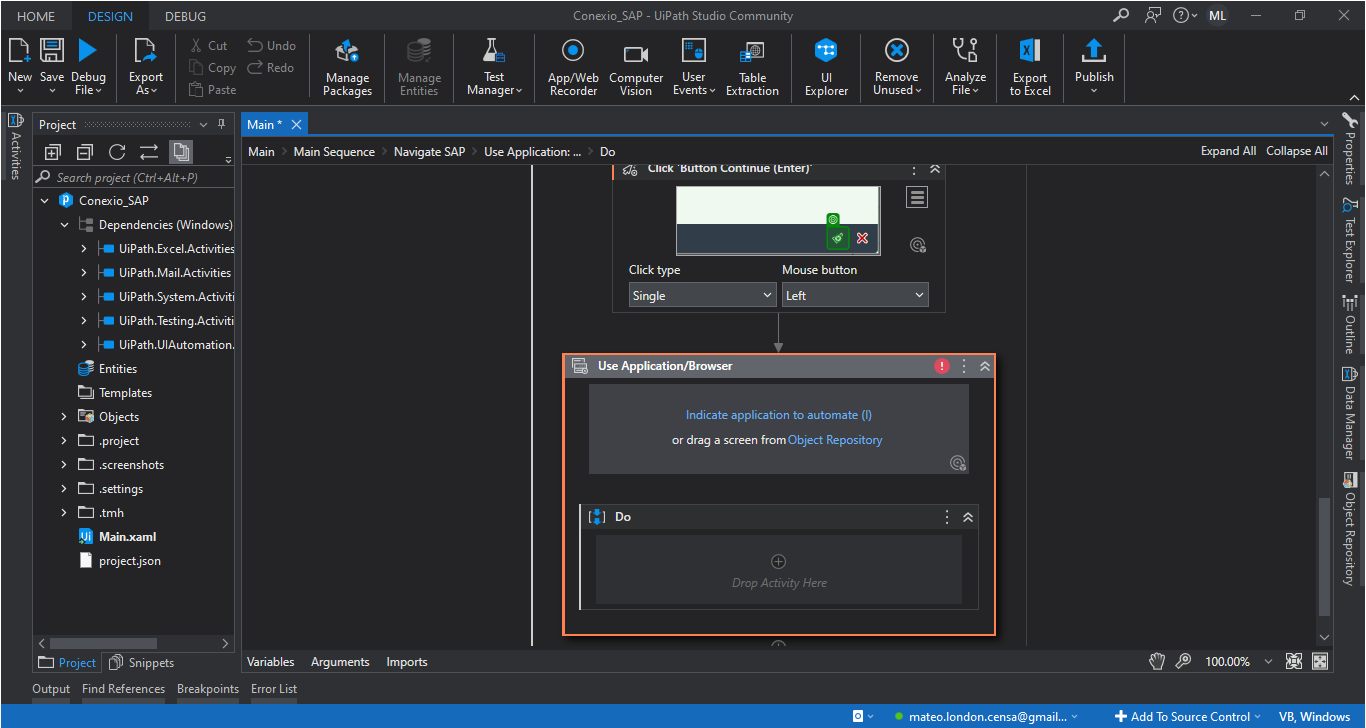 HOME DESIGN DEBUG Conexio_SAP - UiPath Studio Community ML
New Save Debug File Export As Cut Copy Paste Undo Redo Manage Packages Manage Entities Test Manager App/Web Recorder Computer Vision User Events Table Extraction UI Explorer Remove Unused Analyze File Export to Excel Publish
Activities
Project
Search project (Ctrl+Alt+P)
Conexio_SAP
Dependencies (Windows)
UiPath.Excel.Activities
UiPath.Mail.Activities
UiPath.System.Activiti
UiPath.Testing.Activiti
UiPath.UIAutomation.
Entities
Templates
Objects
.project
.screenshots
.settings
.tmh
Ui Main.xaml
project.json
Project Snippets
Main *
Main Main Sequence Navigate SAP Use Application: ... Do Expand All Collapse All
Click 'Button Continue (Enter)'
Click type Mouse button
Single Left
Use Application/Browser
Indicate application to automate (I)
or drag a screen from Object Repository
Do
Drop Activity Here
Variables Arguments Imports 100.00%
Properties
Test Explorer
Outline
Data Manager
Object Repository
Output Find References Breakpoints Error List
mateo.london.censa@gmail... Add To Source Control VB, Windows